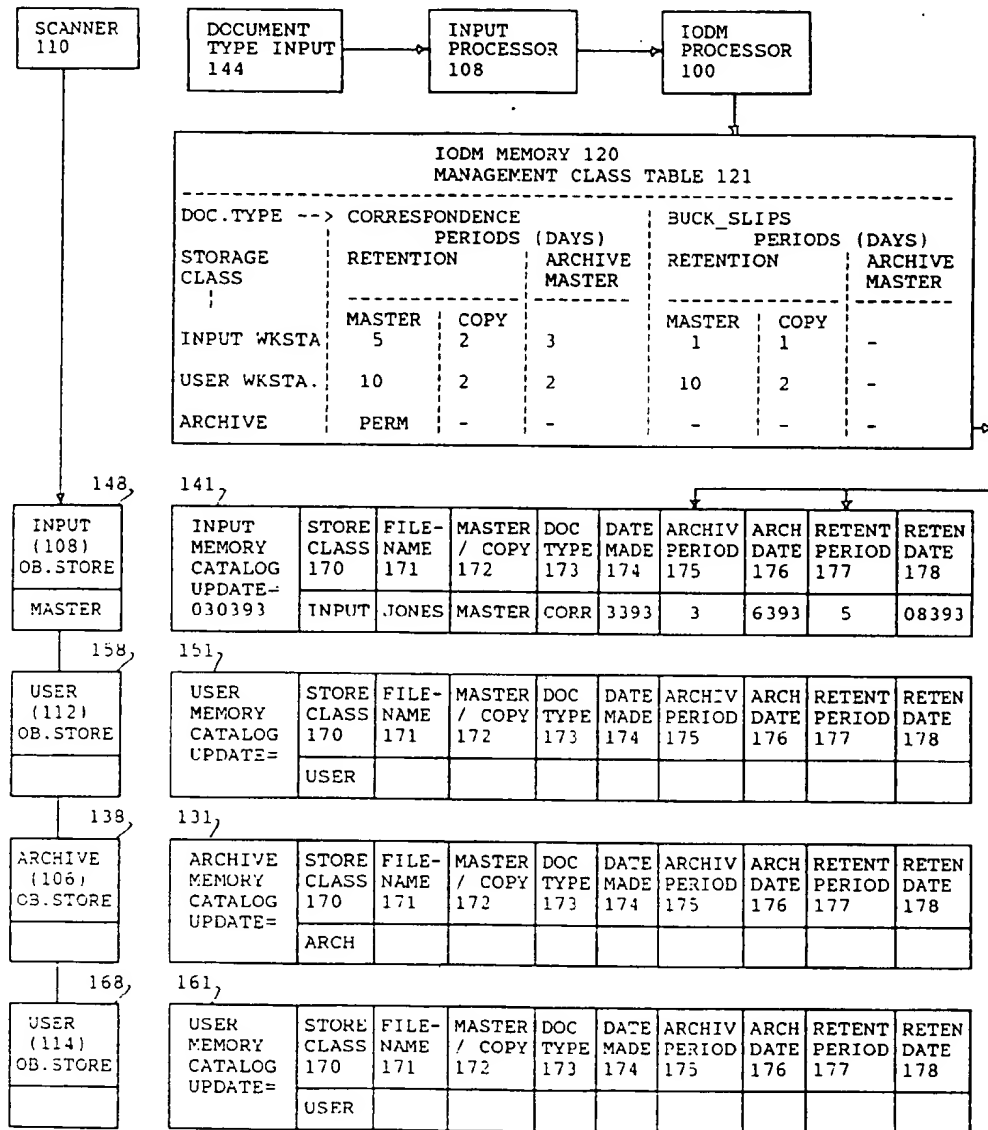 SCANNER
110
DOCUMENT
TYPE INPUT
144
INPUT
PROCESSOR
108
IODM
PROCESSOR
100
IODM MEMORY 120
MANAGEMENT CLASS TABLE 121
DOC.TYPE --> CORRESPONDENCE BUCK_SLIPS
PERIODS (DAYS) PERIODS (DAYS)
STORAGE RETENTION ARCHIVE RETENTION ARCHIVE
CLASS MASTER MASTER
MASTER COPY MASTER COPY
INPUT WKSTA 5 2 3 1 1 -
USER WKSTA. 10 2 2 10 2 -
ARCHIVE PERM - - - - -
148
INPUT
(108)
OB.STORE
MASTER
141
INPUT STORE FILE- MASTER DOC DATE ARCHIV ARCH RETENT RETEN
MEMORY CLASS NAME / COPY TYPE MADE PERIOD DATE PERIOD DATE
CATALOG 170 171 172 173 174 175 176 177 178
UPDATE=
030393 INPUT JONES MASTER CORR 3393 3 6393 5 08393
158
USER
(112)
OB.STORE
151
USER STORE FILE- MASTER DOC DATE ARCHIV ARCH RETENT RETEN
MEMORY CLASS NAME / COPY TYPE MADE PERIOD DATE PERIOD DATE
CATALOG 170 171 172 173 174 175 176 177 178
UPDATE=
USER
138
ARCHIVE
(106)
OB.STORE
131
ARCHIVE STORE FILE- MASTER DOC DATE ARCHIV ARCH RETENT RETEN
MEMORY CLASS NAME / COPY TYPE MADE PERIOD DATE PERIOD DATE
CATALOG 170 171 172 173 174 175 176 177 178
UPDATE=
ARCH
168
USER
(114)
OB.STORE
161
USER STORE FILE- MASTER DOC DATE ARCHIV ARCH RETENT RETEN
MEMORY CLASS NAME / COPY TYPE MADE PERIOD DATE PERIOD DATE
CATALOG 170 171 172 173 174 175 176 177 178
UPDATE=
USER